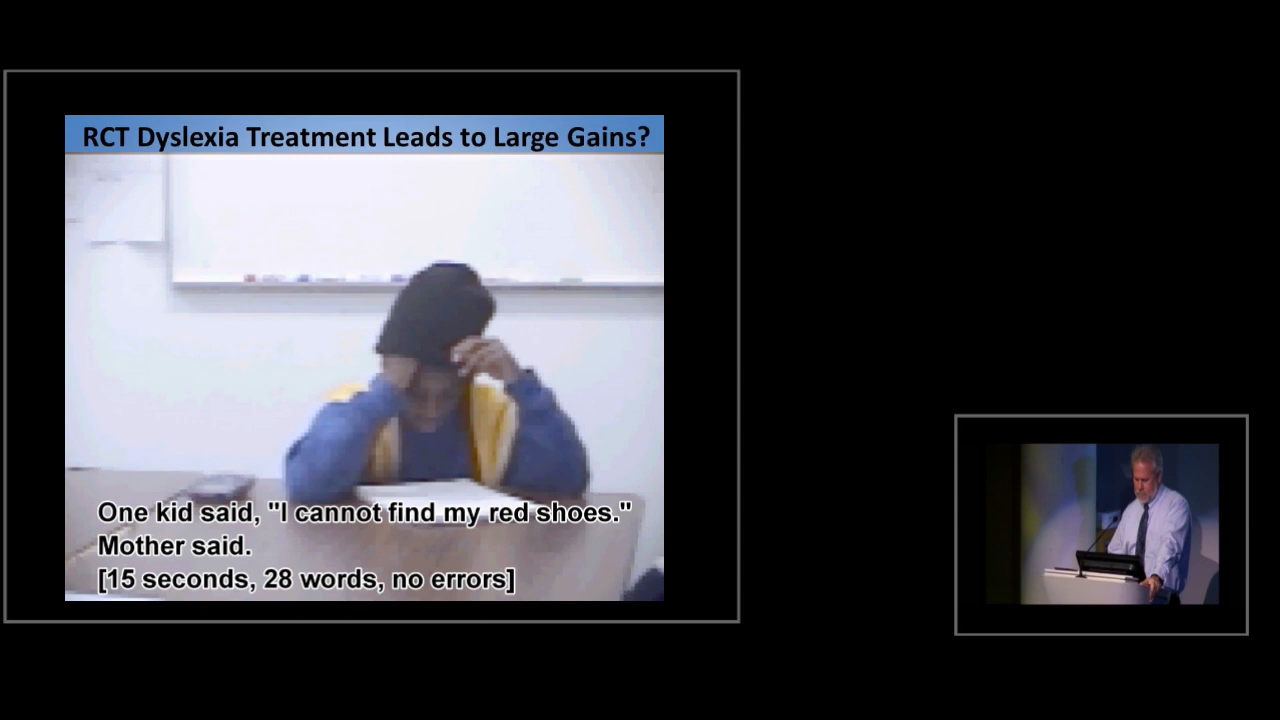 RCT Dyslexia Treatment Leads to Large Gains?
One kid said, "I cannot find my red shoes."
Mother said.
[15 seconds, 28 words, no errors]